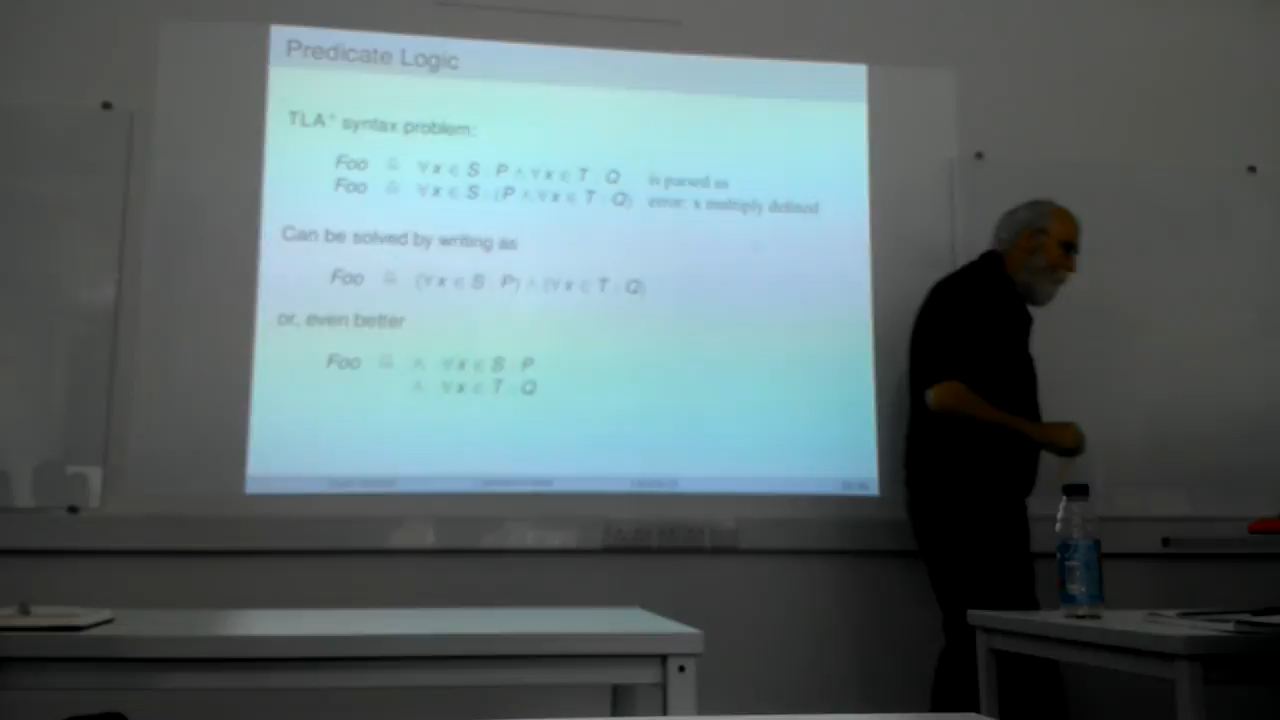 Predicate Logic
TLA+ syntax problem:
Foo ≜ ∀x ∈ S : P ∧ ∀x ∈ T : Q is parsed as
Foo ≜ ∀x ∈ S : (P ∧ ∀x ∈ T : Q) error: x multiply defined
Can be solved by writing as
Foo ≜ (∀x ∈ S : P) ∧ (∀x ∈ T : Q)
or, even better
Foo ≜ ∧ ∀x ∈ S : P
∧ ∀x ∈ T : Q